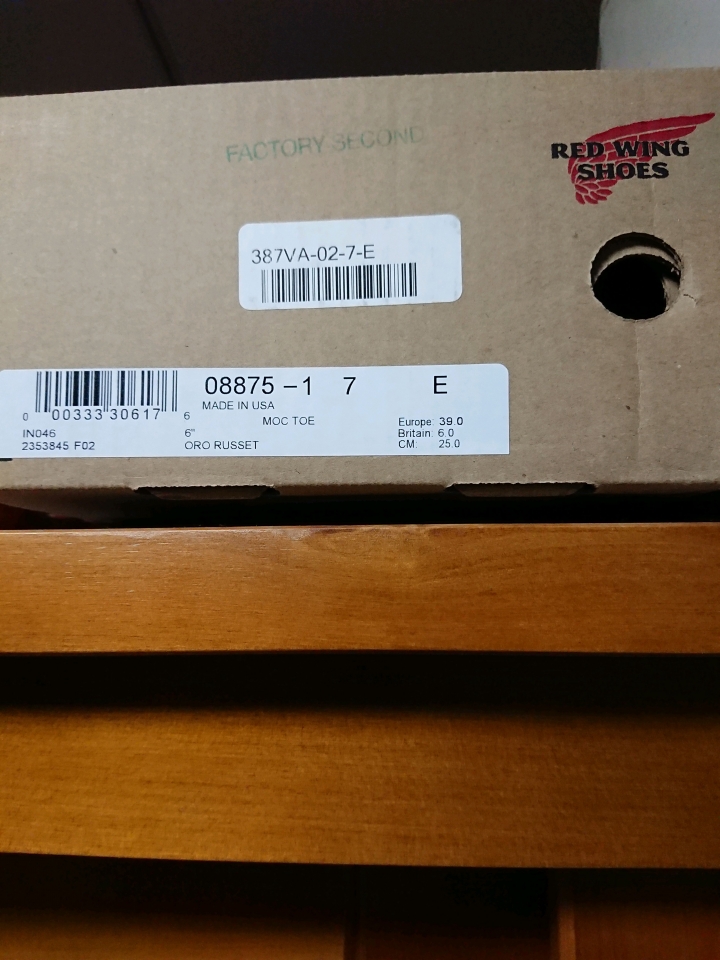 FACTORY SECOND
RED WING
SHOES
387VA-02-7-E
08875 –1 7 E
MADE IN USA
0 00333 30617 6
MOC TOE
Europe: 39.0
IN046
6"
Britain: 6.0
2353845 F02
ORO RUSSET
CM: 25.0